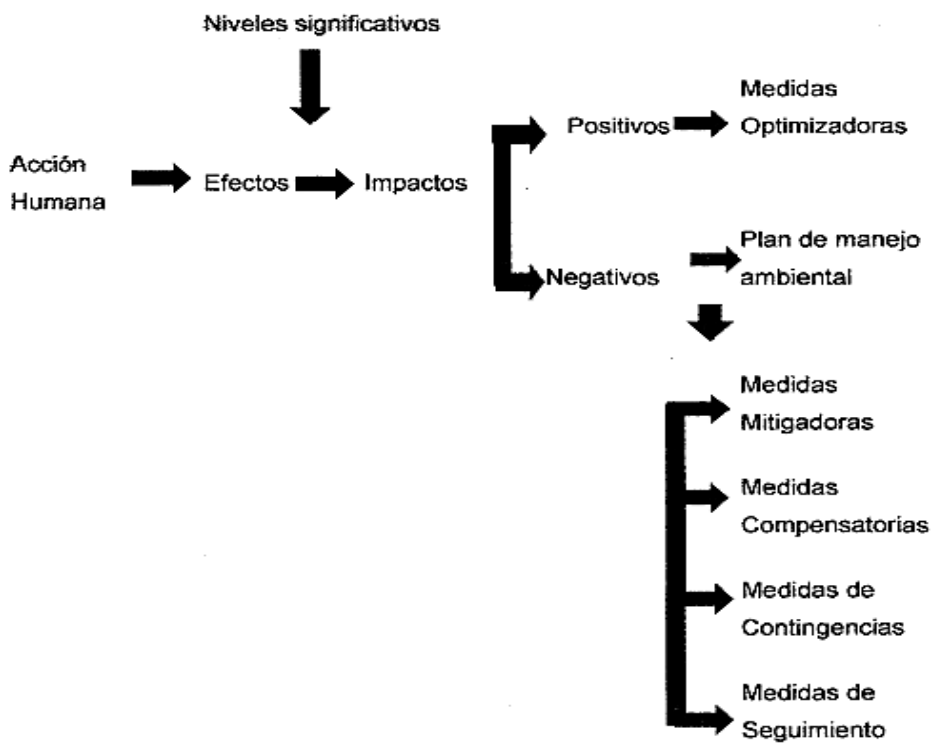 Niveles significativos
Medidas
Optimizadoras
Positivos
Acción
Humana
Efectos
Impactos
Negativos
Plan de manejo
ambiental
Medidas
Mitigadoras
Medidas
Compensatorias
Medidas de
Contingencias
Medidas de
Seguimiento